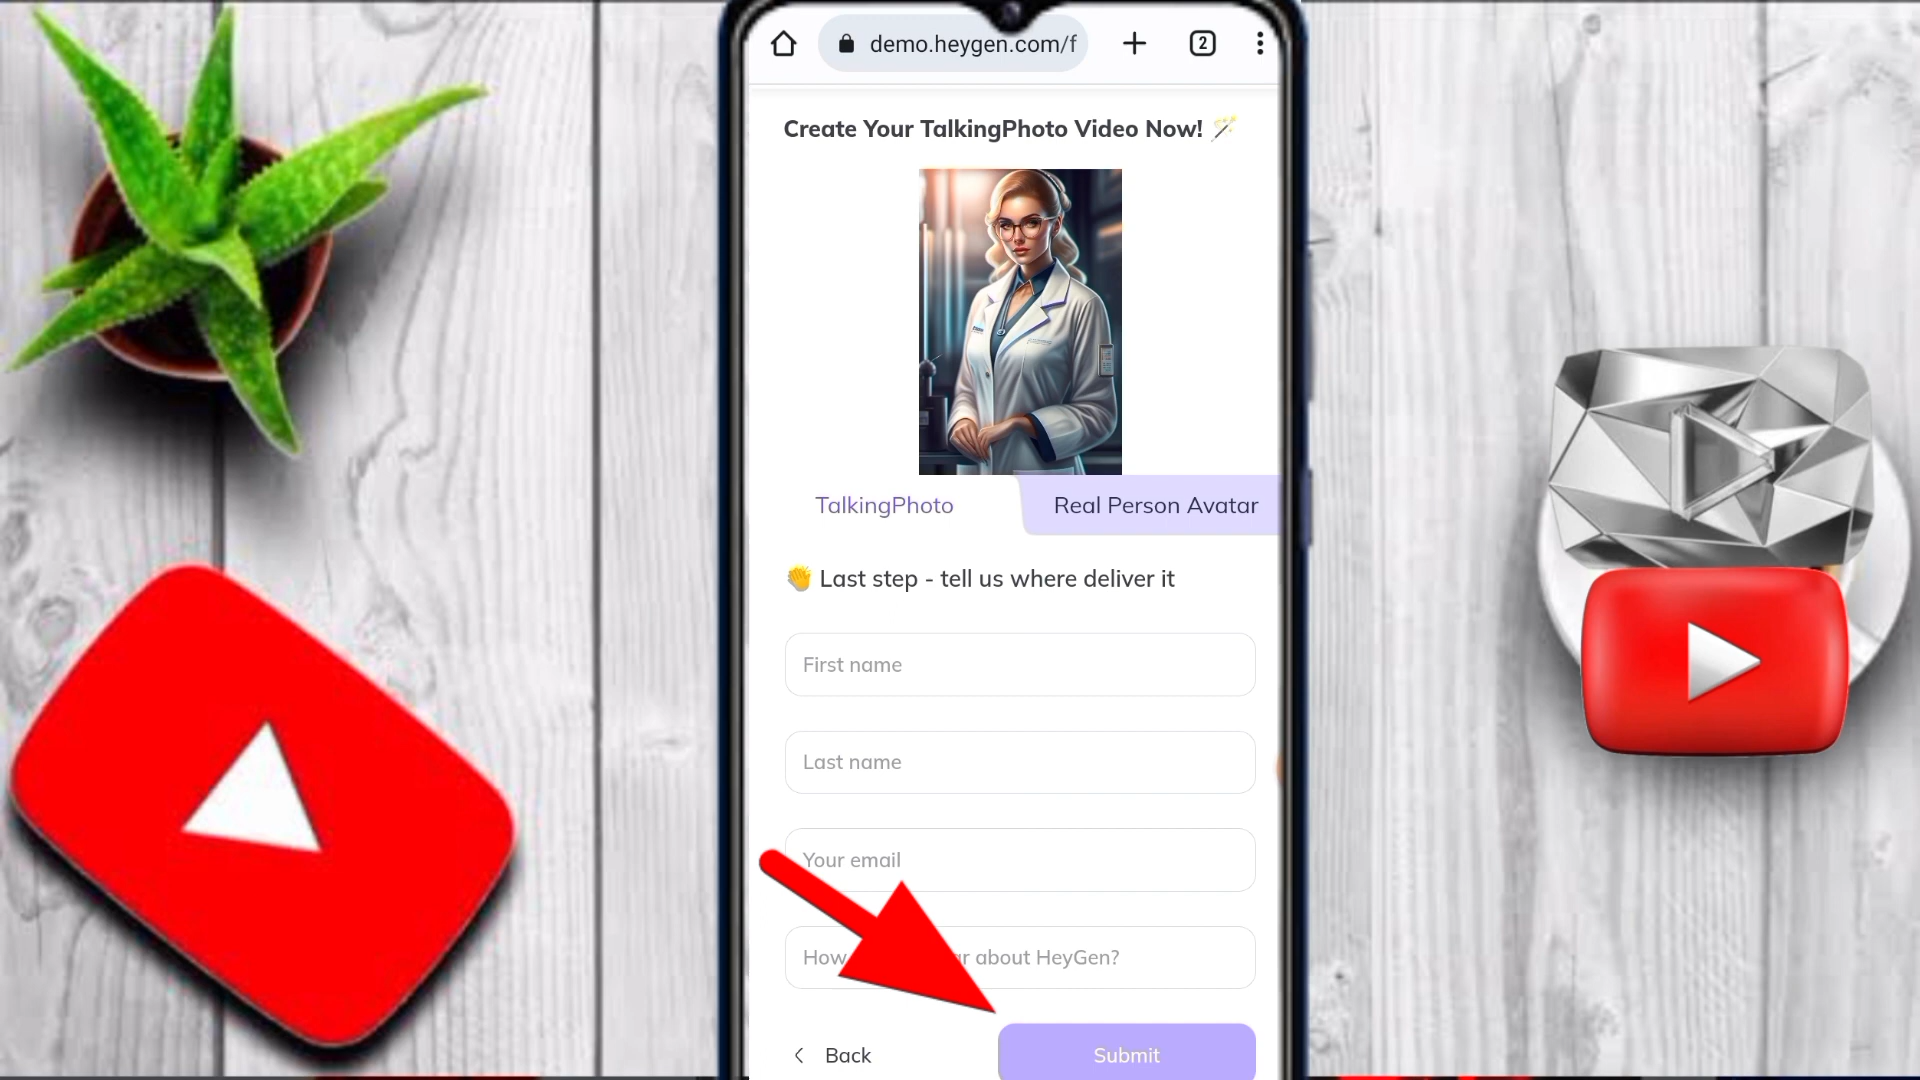 demo.heygen.com/f
2
Create Your TalkingPhoto Video Now!
TalkingPhoto
Real Person Avatar
Last step - tell us where deliver it
First name
Last name
Your email
How about HeyGen?
Back
Submit